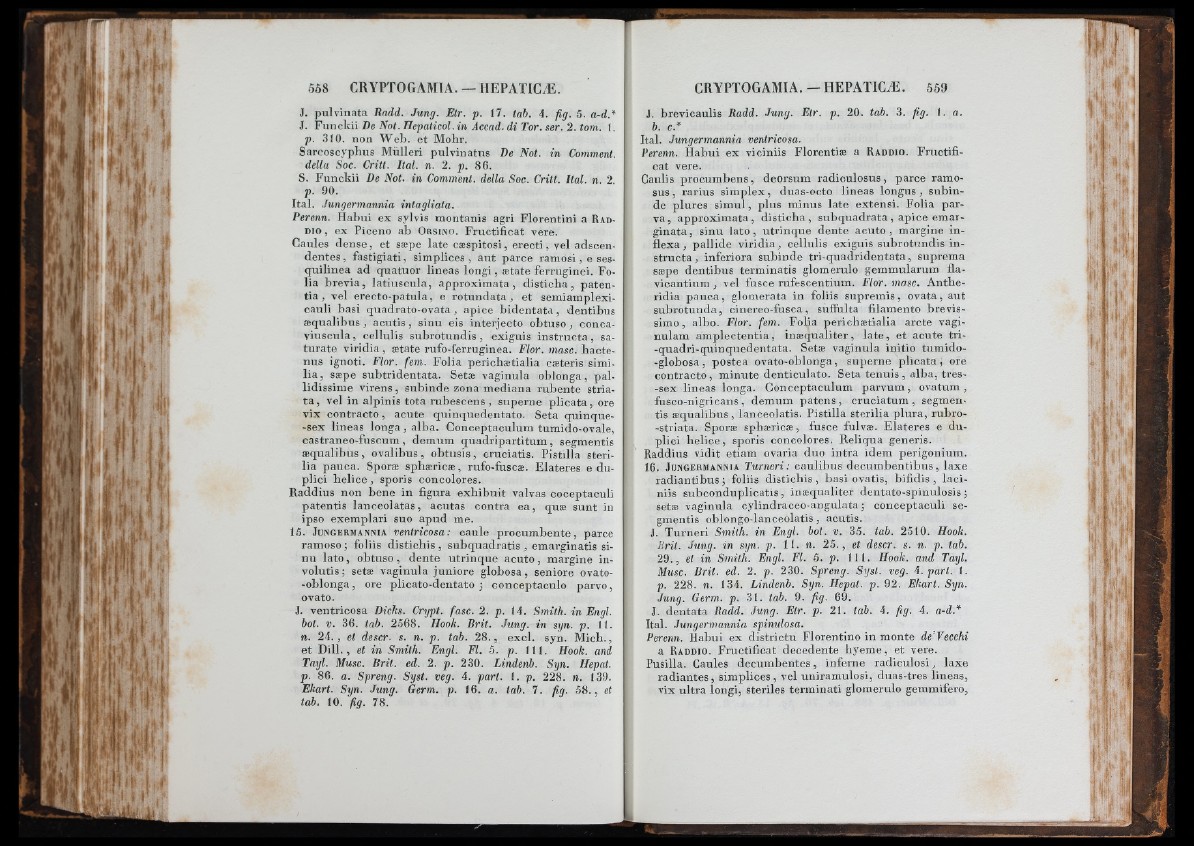 558 CRYPTOGAMIA. — HEPATICÆ.
J. pulvinata Radd. Jung. Etr. p. 17. tab. 4. fig. 5. a-d.*
J. Funckii De Not. Hepaticol. in Accad. di Tor. ser. 2. tom. 1.
p. 310. non Web. et Mohr.
Sarcoscyphus Mülleri pulvinatus De Not. in Comment.
della Soc. Critt. Ital. n. 2. p. 86.
S. Funckii De Not. in Comment. della Soc. Critt. Ital. n. 2.
p. 90.
Ital. Jungermannia intagliata.
Perenn. Habui ex sylvis montanis agri Florentini a RAD-
DIO, ex Piceno ab ORSINO. Fructificat vere.
Caules dense, et sæpe late cæspitosi, erecti, vel adscen-
dentes, fastigiati, simplices, aut parce ramosi, e ses-
quilinea ad quatuor lineas longi, ætate ferruginei. Fo-
lia brevia, latiuscula, approximata, disticha, paten-
tia, vel erecto-patula, e rotundata, et semiamplexi-
cauli basi quadrato-ovata, apice bidentata, dentibus
æqualibus, acutis, sinu eis interjecto obtuso, conca-
viuscula, cellulis subrotundis, exiguis instructa, sa-
turate viridia, ætate rufo-ferruginea. Flor. masc. hacte-
nus ignoti. Flor. fem. Folia perichætialia cæteris simi-
lia, sæpe subtridentata. Setæ vaginula oblonga, pal-
lidissime virens, subinde zona mediana rubente stria-
ta, vel in alpinis tota rubescens, superne plicata, ore
vix contracto, acute quinquedentato. Seta quinque-
-sex lineas longa, alba. Conceptaculum tumido-ovale,
castraneo-fuscum, demum quadripartitum, segmentis
æqualibus, ovalibus, obtusis, cruciatis. Pistilla steri-
lia pauca. Sporæ sphæricæ, rufo-fuscæ. Elateres e du-
plici helice, sporis concolores.
Raddius non bene in figura exhibuit valvas coceptaculi
patentis lanceolatas, acutas contra ea, quæ sunt in
ipso exemplari suo apud me.
15. JUNGERMANNIA ventricosa: caule procumbente, parce
ramoso; foliis distichis, subquadratis, emarginatis si-
nu lato, obtuso, dente utrinque acuto, margine in-
volutis; setæ vaginula juniore globosa, seniore ovato-
-oblonga, ore plicato-dentato; conceptaculo parvo,
ovato.
J. ventricosa Dicks. Crypt. fasc. 2. p. 14. Smith. in Engl.
bot. v. 36. tab. 2568. Hook. Brit. Jung. in syn. p. 11.
n. 24., et descr. s. n. p. tab. 28., excl. syn. Mich.,
et Dill., et in Smith. Engl. Fl. 5. p. 111. Hook. and
Tayl. Musc. Brit. ed. 2. p. 230. Lindenb. Syn. Hepat.
p. 86. a. Spreng. Syst. veg. 4. part. 1. p. 228. n. 139.
Ekart. Syn. Jung. Germ. p. 16. a. tab. 7. fig. 58., et
tab. 10. fig. 78.
CRYPTOGAMIA. — HEPATICÆ. 559
J. brevicaulis Radd. Jung. Etr. p. 20. tab. 3. fig. 1. a.
b. c.*
Ital. Jungermannia ventricosa.
Perenn. Habui ex viciniis Florentiæ a RADDIO. Fructifi-
cat vere.
Caulis procumbens, deorsum radiculosus, parce ramo-
sus, rarius simplex, duas-octo lineas longus, subin-
de plures simul, plus minus late extensi. Folia par-
va, approximata, disticha, subquadrata, apice emar-
ginata, sinu lato, utrinque dente acuto, margine in-
flexa, pallide viridia, cellulis exiguis subrotundis in-
structa, inferiora subinde tri-quadridentata, suprema
sæpe dentibus terminatis glomerulo gemmularum fla-
vicantium, vel fusce rufescentium. Flor. masc. Anthe-
ridia pauca, glomerata in foliis supremis, ovata, aut
subrotunda, cinereo-fusca, suffulta filamento brevis-
simo, albo. Flor. fem. Folia perichætialia arcte vagi-
nulam amplectentia, inæqualiter, late, et acute tri-
-quadri-quinquedentata. Setæ vaginula initio tumido-
-globosa, postea ovato-oblonga, superne plicata, ore
contracto, minute denticulato. Seta tenuis, alba, tres-
-sex lineas longa. Conceptaculum parvum, ovatum,
fusco-nigricans, demum patens, cruciatum, segmen-
tis æqualibus, lanceolatis. Pistilla sterilia plura, rubro-
-striata. Sporæ sphæricæ, fusce fulvæ. Elateres e du-
plici helice, sporis concolores. Reliqua generis.
Raddius vidit etiam ovaria duo intra idem perigonium.
16. JUNGERMANNIA Turneri: caulibus decumbentibus, laxe
radiantibus; foliis distichis, basi ovatis, bifidis, laci-
niis subconduplicatis, inæqualiter dentato-spinulosis;
setæ vaginula cylindraceo-angulata; conceptaculi se-
gmentis oblongo-lanceolatis, acutis.
J. Turneri Smith. in Engl. bot. v. 35. tab. 2510. Hook.
Brit. Jung. in syn. p. 11. n. 25., et descr. s. n. p. tab.
29., et in Smith. Engl. Fl. 5. p. 111. Hook. and Tayl.
Musc. Brit. ed. 2. p. 230. Spreng. Syst. veg. 4. part. 1.
p. 228. n. 134. Lindenb. Syn. Hepat. p. 92. Ekart. Syn.
Jung. Germ. p. 31. tab. 9. fig. 69.
J. dentata Radd. Jung. Etr. p. 21. tab. 4. fig. 4. a-d.*
Ital. Jungermannia spinulosa.
Perenn. Habui ex districtu Florentino in monte de' Vecchi
a RADDIO. Fructificat decedente hyeme, et vere.
Pusilla. Caules decumbentes, inferne radiculosi, laxe
radiantes, simplices, vel uniramulosi, duas-tres lineas,
vix ultra longi, steriles terminati glomerulo gemmifero,